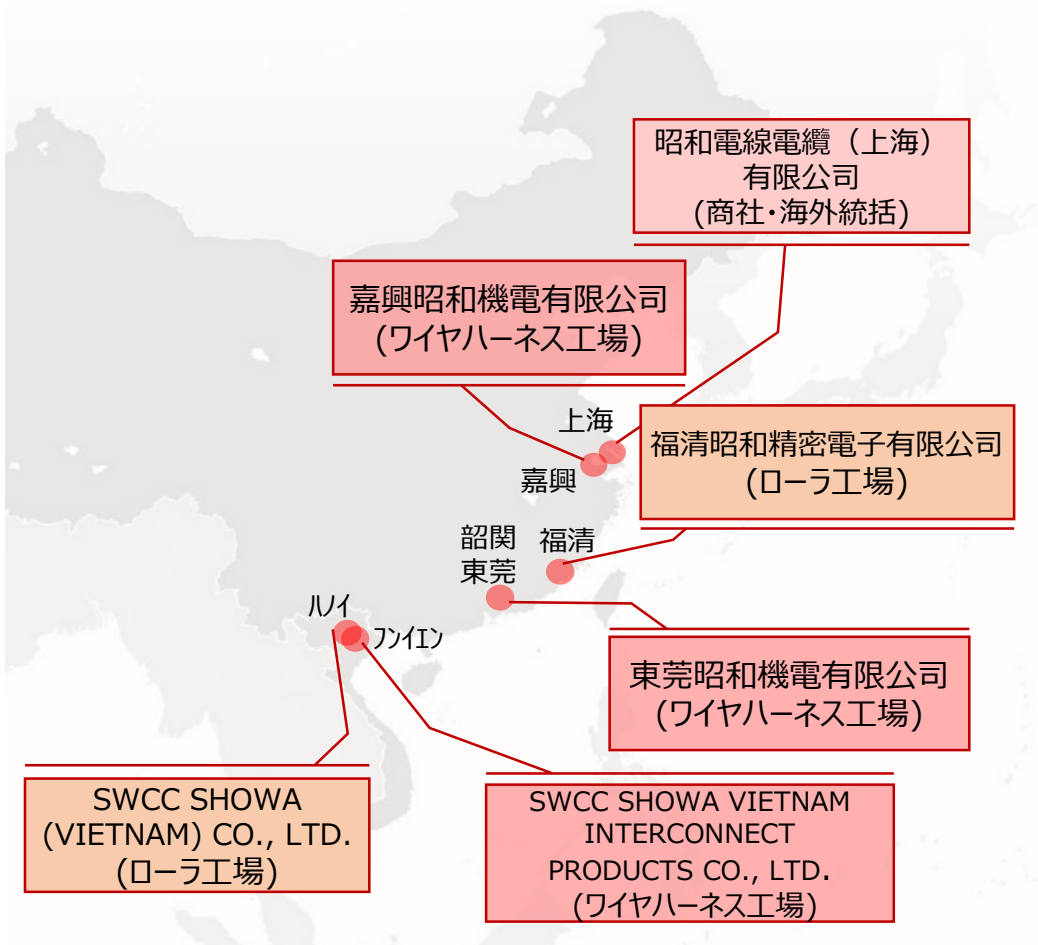 昭和電線電纜（上海）
有限公司
(商社・海外統括)
嘉興昭和機電有限公司
(ワイヤハーネス工場)
上海
嘉興
福清昭和精密電子有限公司
(ローラ工場)
韶関
東莞
福清
ハノイ
フンイエン
東莞昭和機電有限公司
(ワイヤハーネス工場)
SWCC SHOWA
(VIETNAM) CO., LTD.
(ローラ工場)
SWCC SHOWA VIETNAM
INTERCONNECT
PRODUCTS CO., LTD.
(ワイヤハーネス工場)